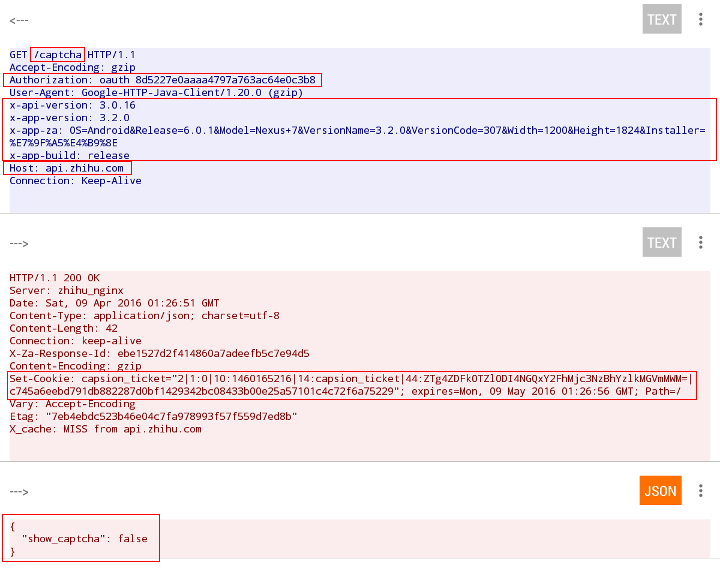 <---
TEXT
GET /captcha HTTP/1.1
Accept-Encoding: gzip
Authorization: oauth 8d5227e0aaaa4797a763ac64e0c3b8
User-Agent: Google-HTTP-Java-Client/1.20.0 (gzip)
x-api-version: 3.0.16
x-app-version: 3.2.0
x-app-za: OS=Android&Release=6.0.1&Model=Nexus+7&VersionName=3.2.0&VersionCode=307&Width=1200&Height=1824&Installer=
%E7%9F%A5%E4%B9%8E
x-app-build: release
Host: api.zhihu.com
Connection: Keep-Alive
--->
TEXT
HTTP/1.1 200 OK
Server: zhihu_nginx
Date: Sat, 09 Apr 2016 01:26:51 GMT
Content-Type: application/json; charset=utf-8
Content-Length: 42
Connection: keep-alive
X-Za-Response-Id: ebe1527d2f414860a7adeefb5c7e94d5
Content-Encoding: gzip
Set-Cookie: capsion_ticket="2|1:0|10:1460165216|14:capsion_ticket|44:ZTg4ZDFkOTZlODI4NGQxY2FhMjc3NzBhYzlkMGVmMWM=|
c745a6eebd791db882287d0bf1429342bc08433b00e25a57101c4c72f6a75229"; expires=Mon, 09 May 2016 01:26:56 GMT; Path=/
Vary: Accept-Encoding
Etag: "7eb4ebdc523b46e04c7fa978993f57f559d7ed8b"
X_cache: MISS from api.zhihu.com
--->
JSON
{
"show_captcha": false
}